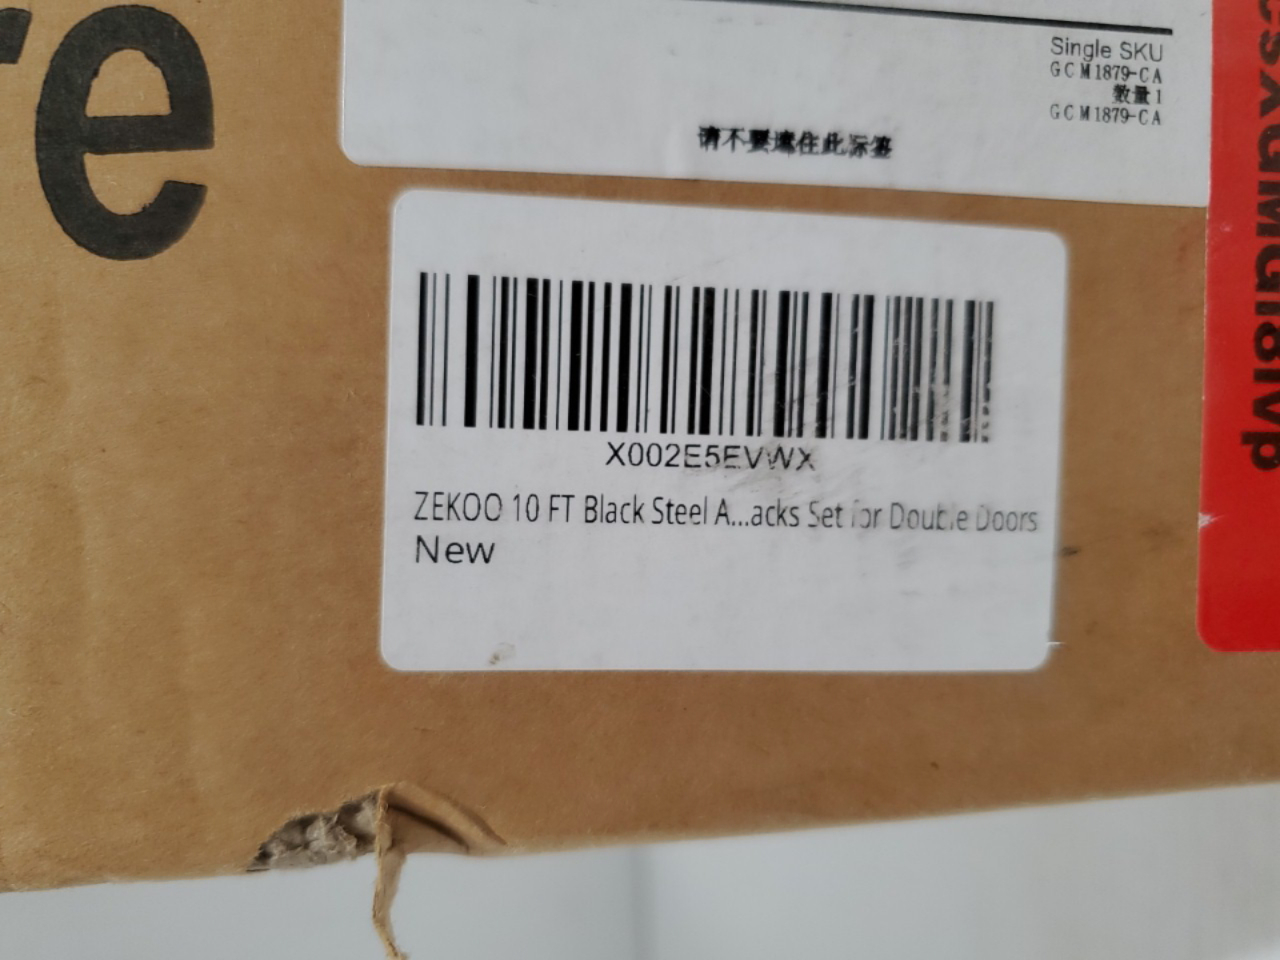 re
Single SKU
GCM1879-CA
数量 1
GCM1879-CA
请不要遮住此标签
X002E5EVWX
ZEKOO 10 FT Black Steel A...acks Set for Double Doors
New